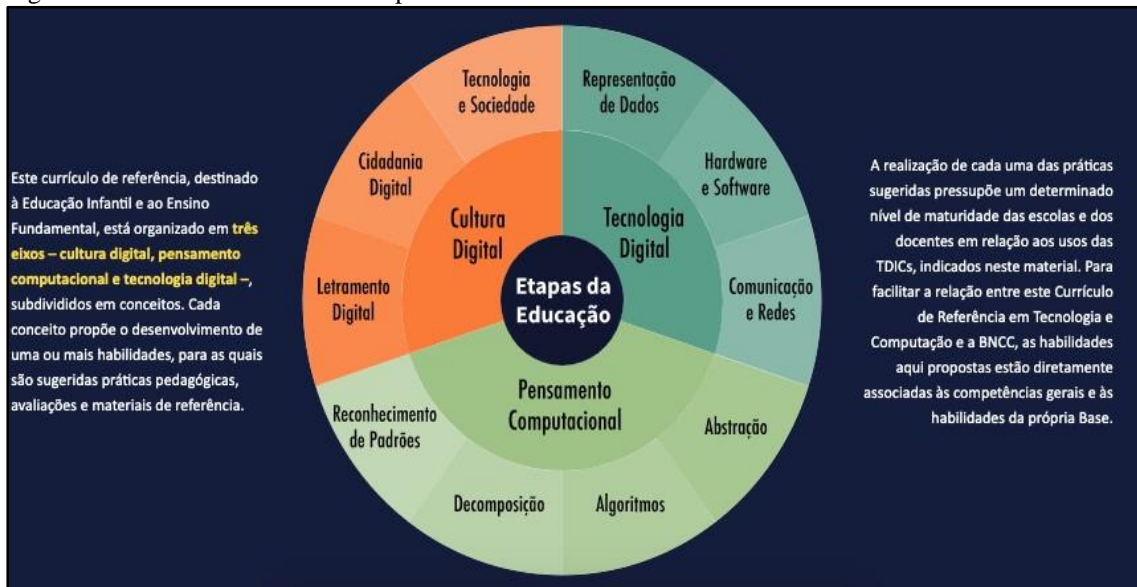 Este currículo de referência, destinado
à Educação Infantil e ao Ensino
Fundamental, está organizado em três
eixos – cultura digital, pensamento
computacional e tecnologia digital –,
subdivididos em conceitos. Cada
conceito propõe o desenvolvimento de
uma ou mais habilidades, para as quais
são sugeridas práticas pedagógicas,
avaliações e materiais de referência.
Tecnologia
e Sociedade
Cidadania
Digital
Letramento
Digital
Cultura
Digital
Representação
de Dados
Hardware
e Software
Comunicação
e Redes
Tecnologia
Digital
Etapas da
Educação
Pensamento
Computacional
Reconhecimento
de Padrões
Decomposição
Algoritmos
Abstração
A realização de cada uma das práticas
sugeridas pressupõe um determinado
nível de maturidade das escolas e dos
docentes em relação aos usos das
TDICs, indicados neste material. Para
facilitar a relação entre este Currículo
de Referência em Tecnologia e
Computação e a BNCC, as habilidades
aqui propostas estão diretamente
associadas às competências gerais e às
habilidades da própria Base.